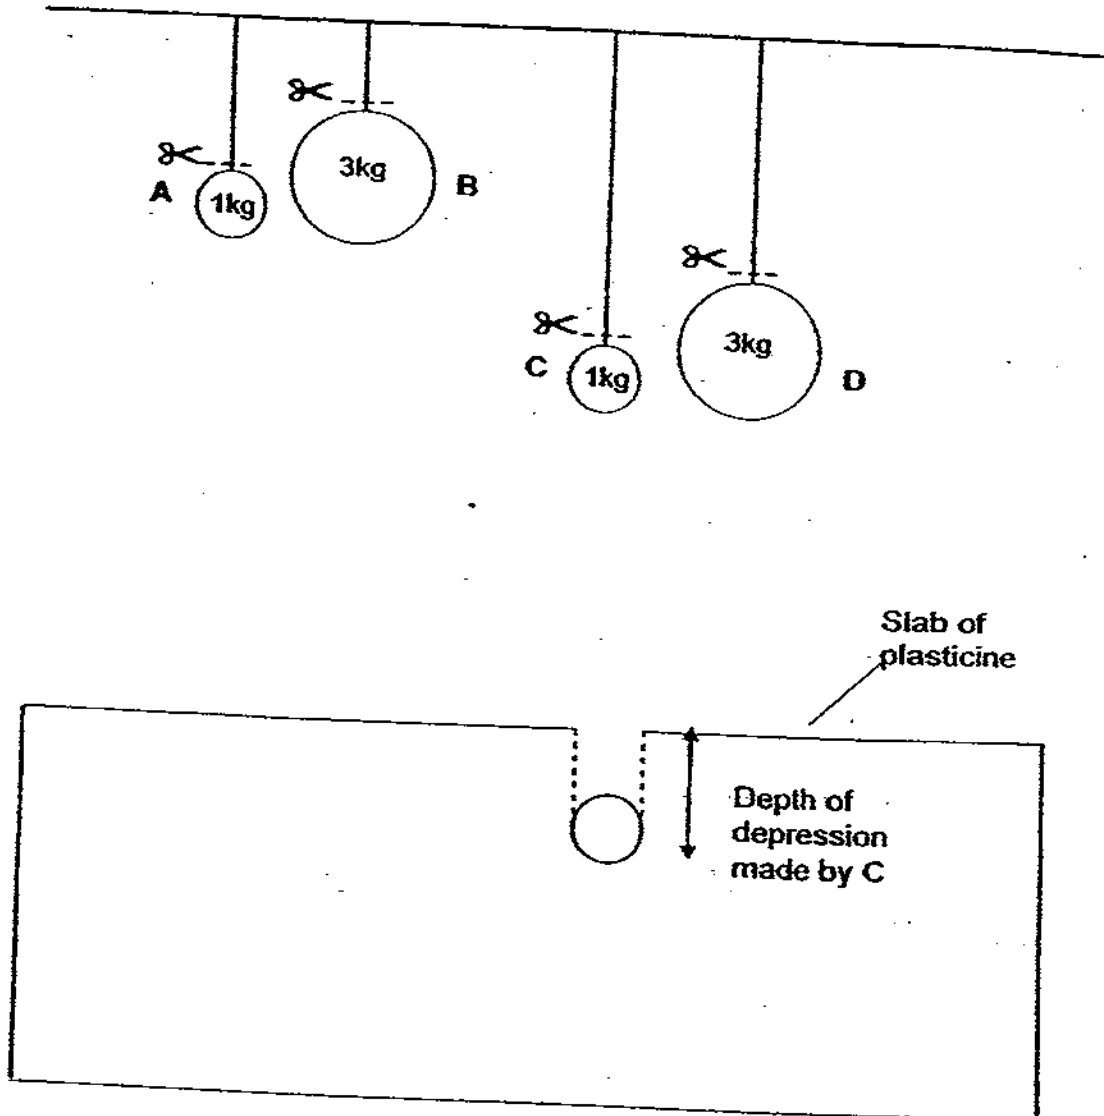 3kg
B
A
1kg
3kg
C
1kg
D
Slab of
plasticine
Depth of
depression
made by C